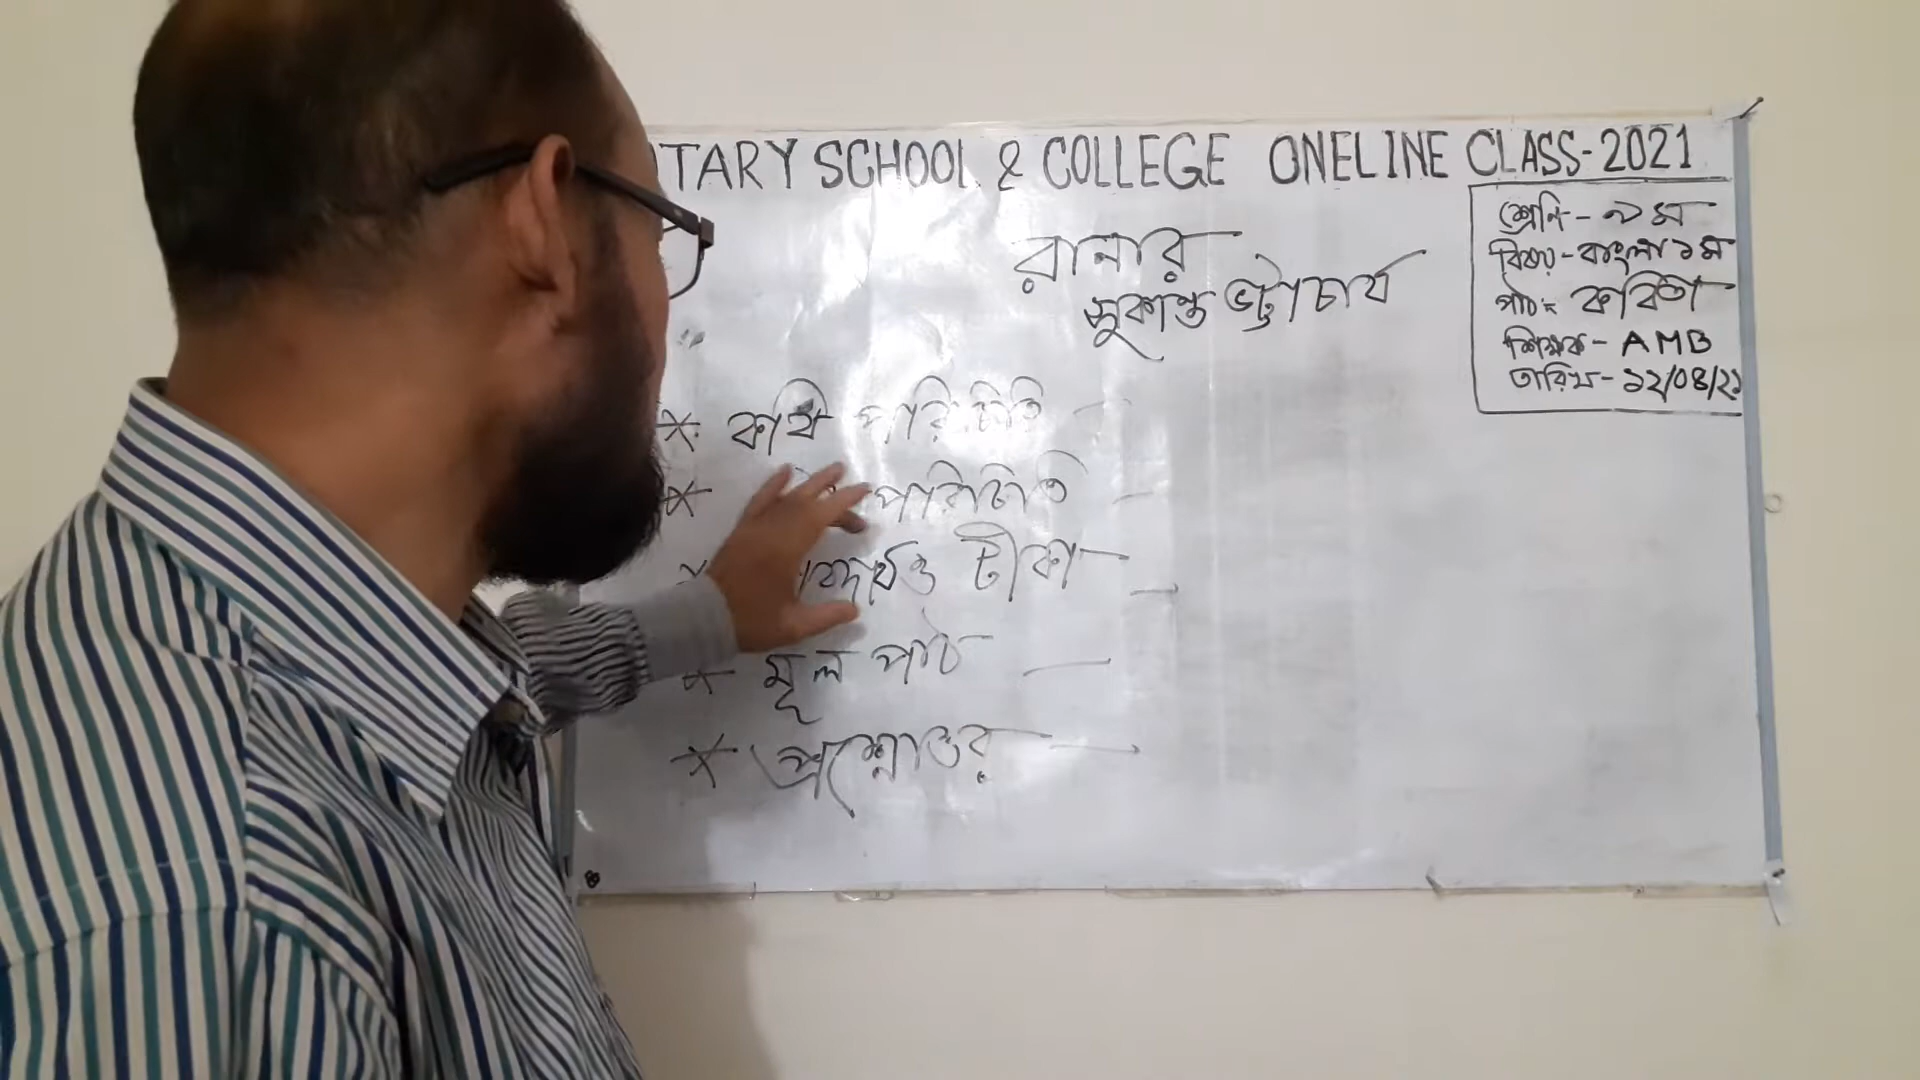 TARY SCHOOL & COLLEGE ONELINE CLASS-2021
শ্রেণি - ৯ম
বিষয় - বাংলা ১ম
পাঠ: কবিতা
শিক্ষক - AMB
তারিখ - ১২/০৪/২১
রানার
সুকান্ত ভট্টাচার্য
* কবি পরিচিতি -
* পরিচিতি -
* টীকা -
* মূল পাঠ -
* প্রশ্নোত্তর -